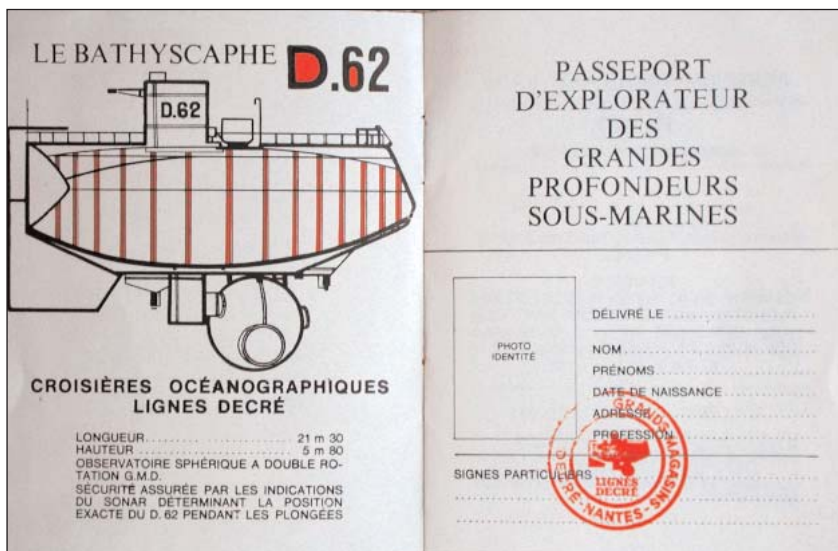 LE BATHYSCAPHE D.62
D.62
CROISIÈRES OCÉANOGRAPHIQUES
LIGNES DECRÉ
LONGUEUR.................... 21 m 30
HAUTEUR..................... 5 m 80
OBSERVATOIRE SPHÉRIQUE A DOUBLE RO-
TATION G.M.D.
SÉCURITÉ ASSURÉE PAR LES INDICATIONS
DU SONAR DÉTERMINANT LA POSITION
EXACTE DU D. 62 PENDANT LES PLONGÉES
PASSEPORT
D'EXPLORATEUR
DES
GRANDES
PROFONDEURS
SOUS-MARINES
PHOTO
IDENTITÉ
DÉLIVRÉ LE
NOM
PRÉNOMS
DATE DE NAISSANCE
ADRESSE
PROFESSION
SIGNES PARTICULIERS
GRANDS MAGASINS
DECRÉ-NANTES-
LIGNES
DECRÉ